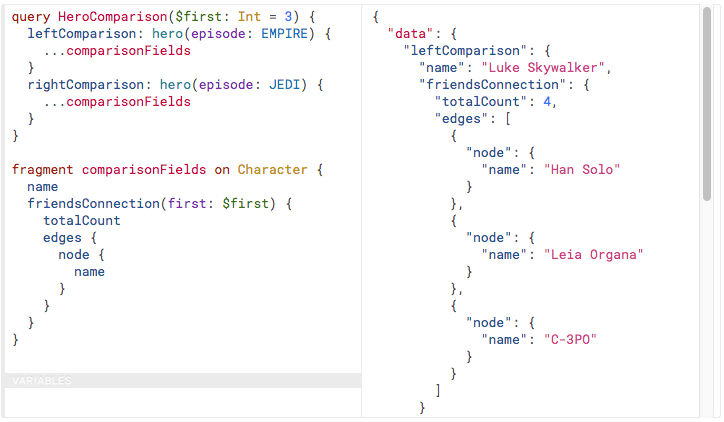 query HeroComparison($first: Int = 3) {
  leftComparison: hero(episode: EMPIRE) {
    ...comparisonFields
  }
  rightComparison: hero(episode: JEDI) {
    ...comparisonFields
  }
}

fragment comparisonFields on Character {
  name
  friendsConnection(first: $first) {
    totalCount
    edges {
      node {
        name
      }
    }
  }
}
VARIABLES
{
  "data": {
    "leftComparison": {
      "name": "Luke Skywalker",
      "friendsConnection": {
        "totalCount": 4,
        "edges": [
          {
            "node": {
              "name": "Han Solo"
            }
          },
          {
            "node": {
              "name": "Leia Organa"
            }
          },
          {
            "node": {
              "name": "C-3PO"
            }
          }
        ]
      }